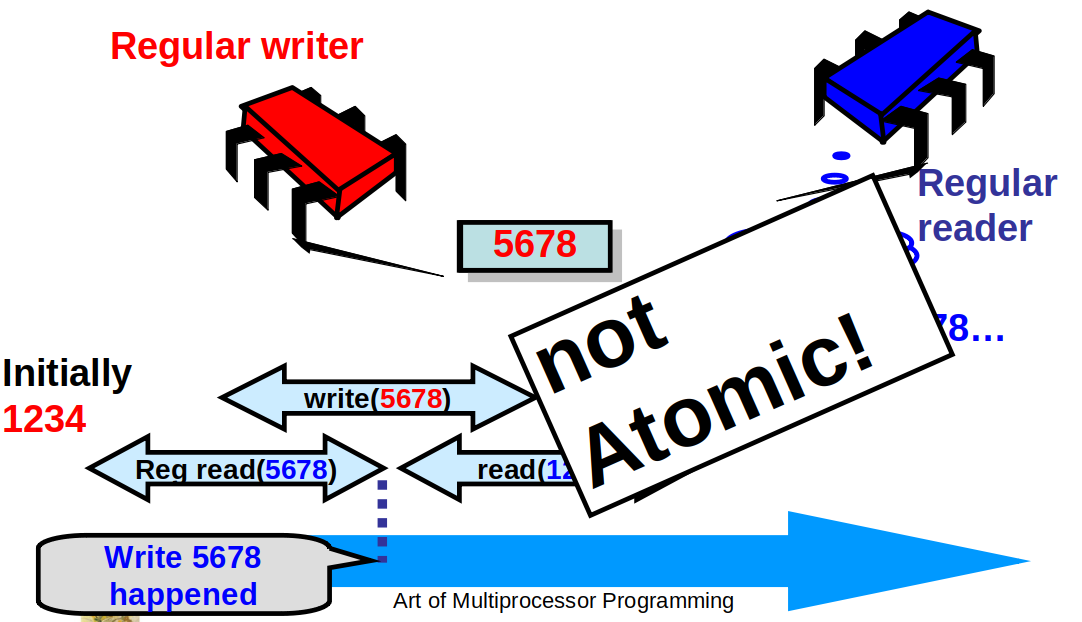 Regular writer
Regular
reader
5678
78…
not
Atomic!
Initially
1234
write(5678)
Reg read(5678)
read(12
Write 5678
happened
Art of Multiprocessor Programming